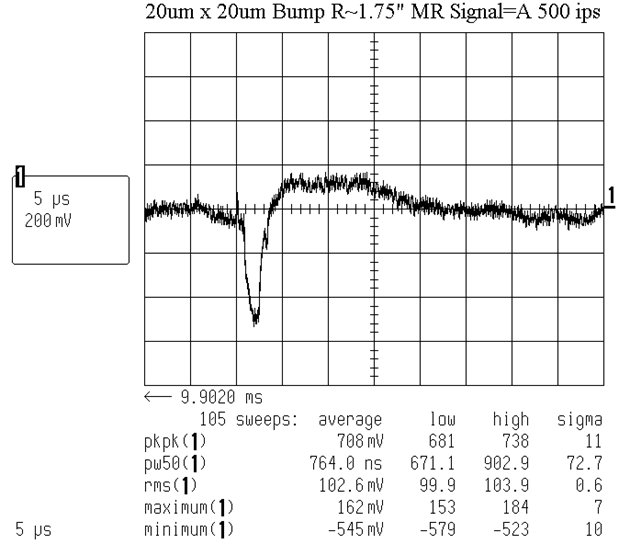 20um x 20um Bump R~1.75" MR Signal=A 500 ips
1
5 µs
200 mV
1
9.9020 ms
105 sweeps: average low high sigma
pkpk(1) 708 mV 681 738 11
pw50(1) 764.0 ns 671.1 902.9 72.7
rms(1) 102.6 mV 99.9 103.9 0.6
maximum(1) 162 mV 153 184 7
minimum(1) -545 mV -579 -523 10
5 µs